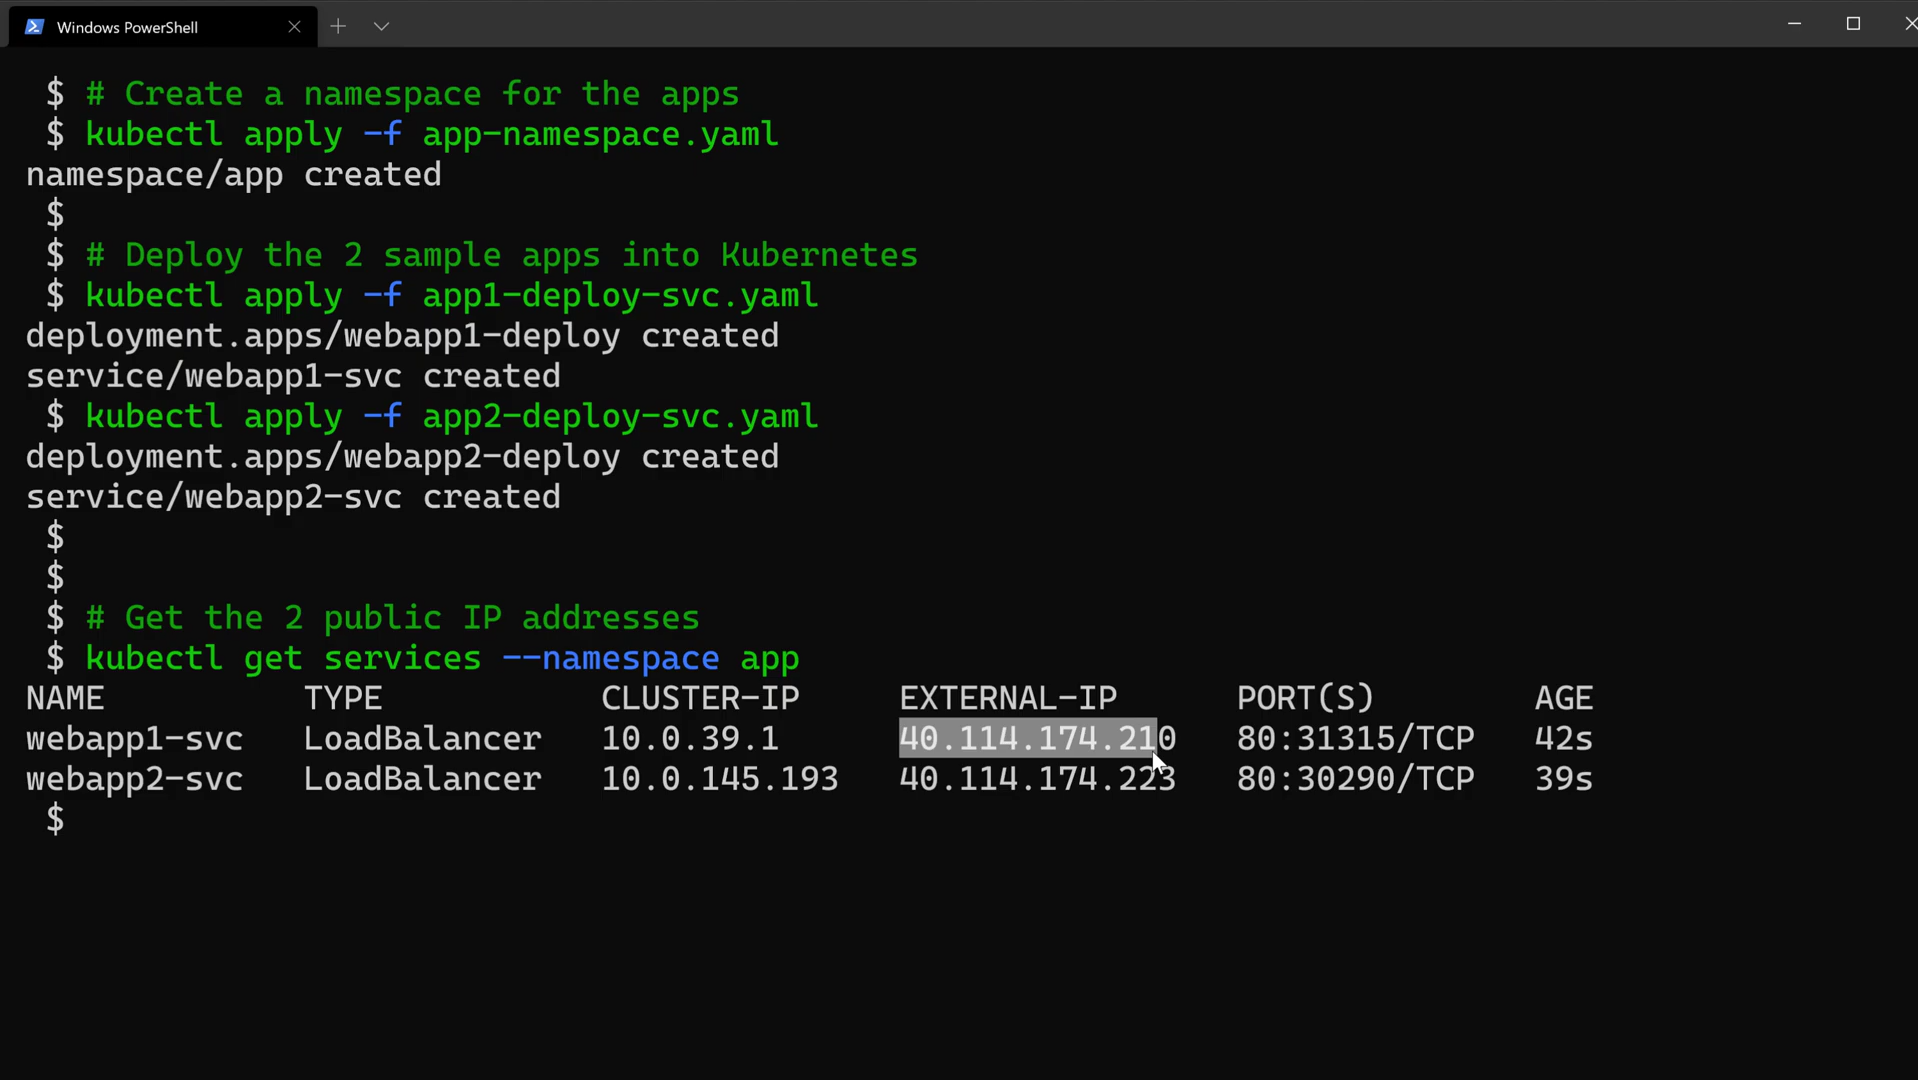 Windows PowerShell
$ # Create a namespace for the apps
$ kubectl apply -f app-namespace.yaml
namespace/app created
$
$ # Deploy the 2 sample apps into Kubernetes
$ kubectl apply -f app1-deploy-svc.yaml
deployment.apps/webapp1-deploy created
service/webapp1-svc created
$ kubectl apply -f app2-deploy-svc.yaml
deployment.apps/webapp2-deploy created
service/webapp2-svc created
$
$
$ # Get the 2 public IP addresses
$ kubectl get services --namespace app
NAME TYPE CLUSTER-IP EXTERNAL-IP PORT(S) AGE
webapp1-svc LoadBalancer 10.0.39.1 40.114.174.210 80:31315/TCP 42s
webapp2-svc LoadBalancer 10.0.145.193 40.114.174.223 80:30290/TCP 39s
$